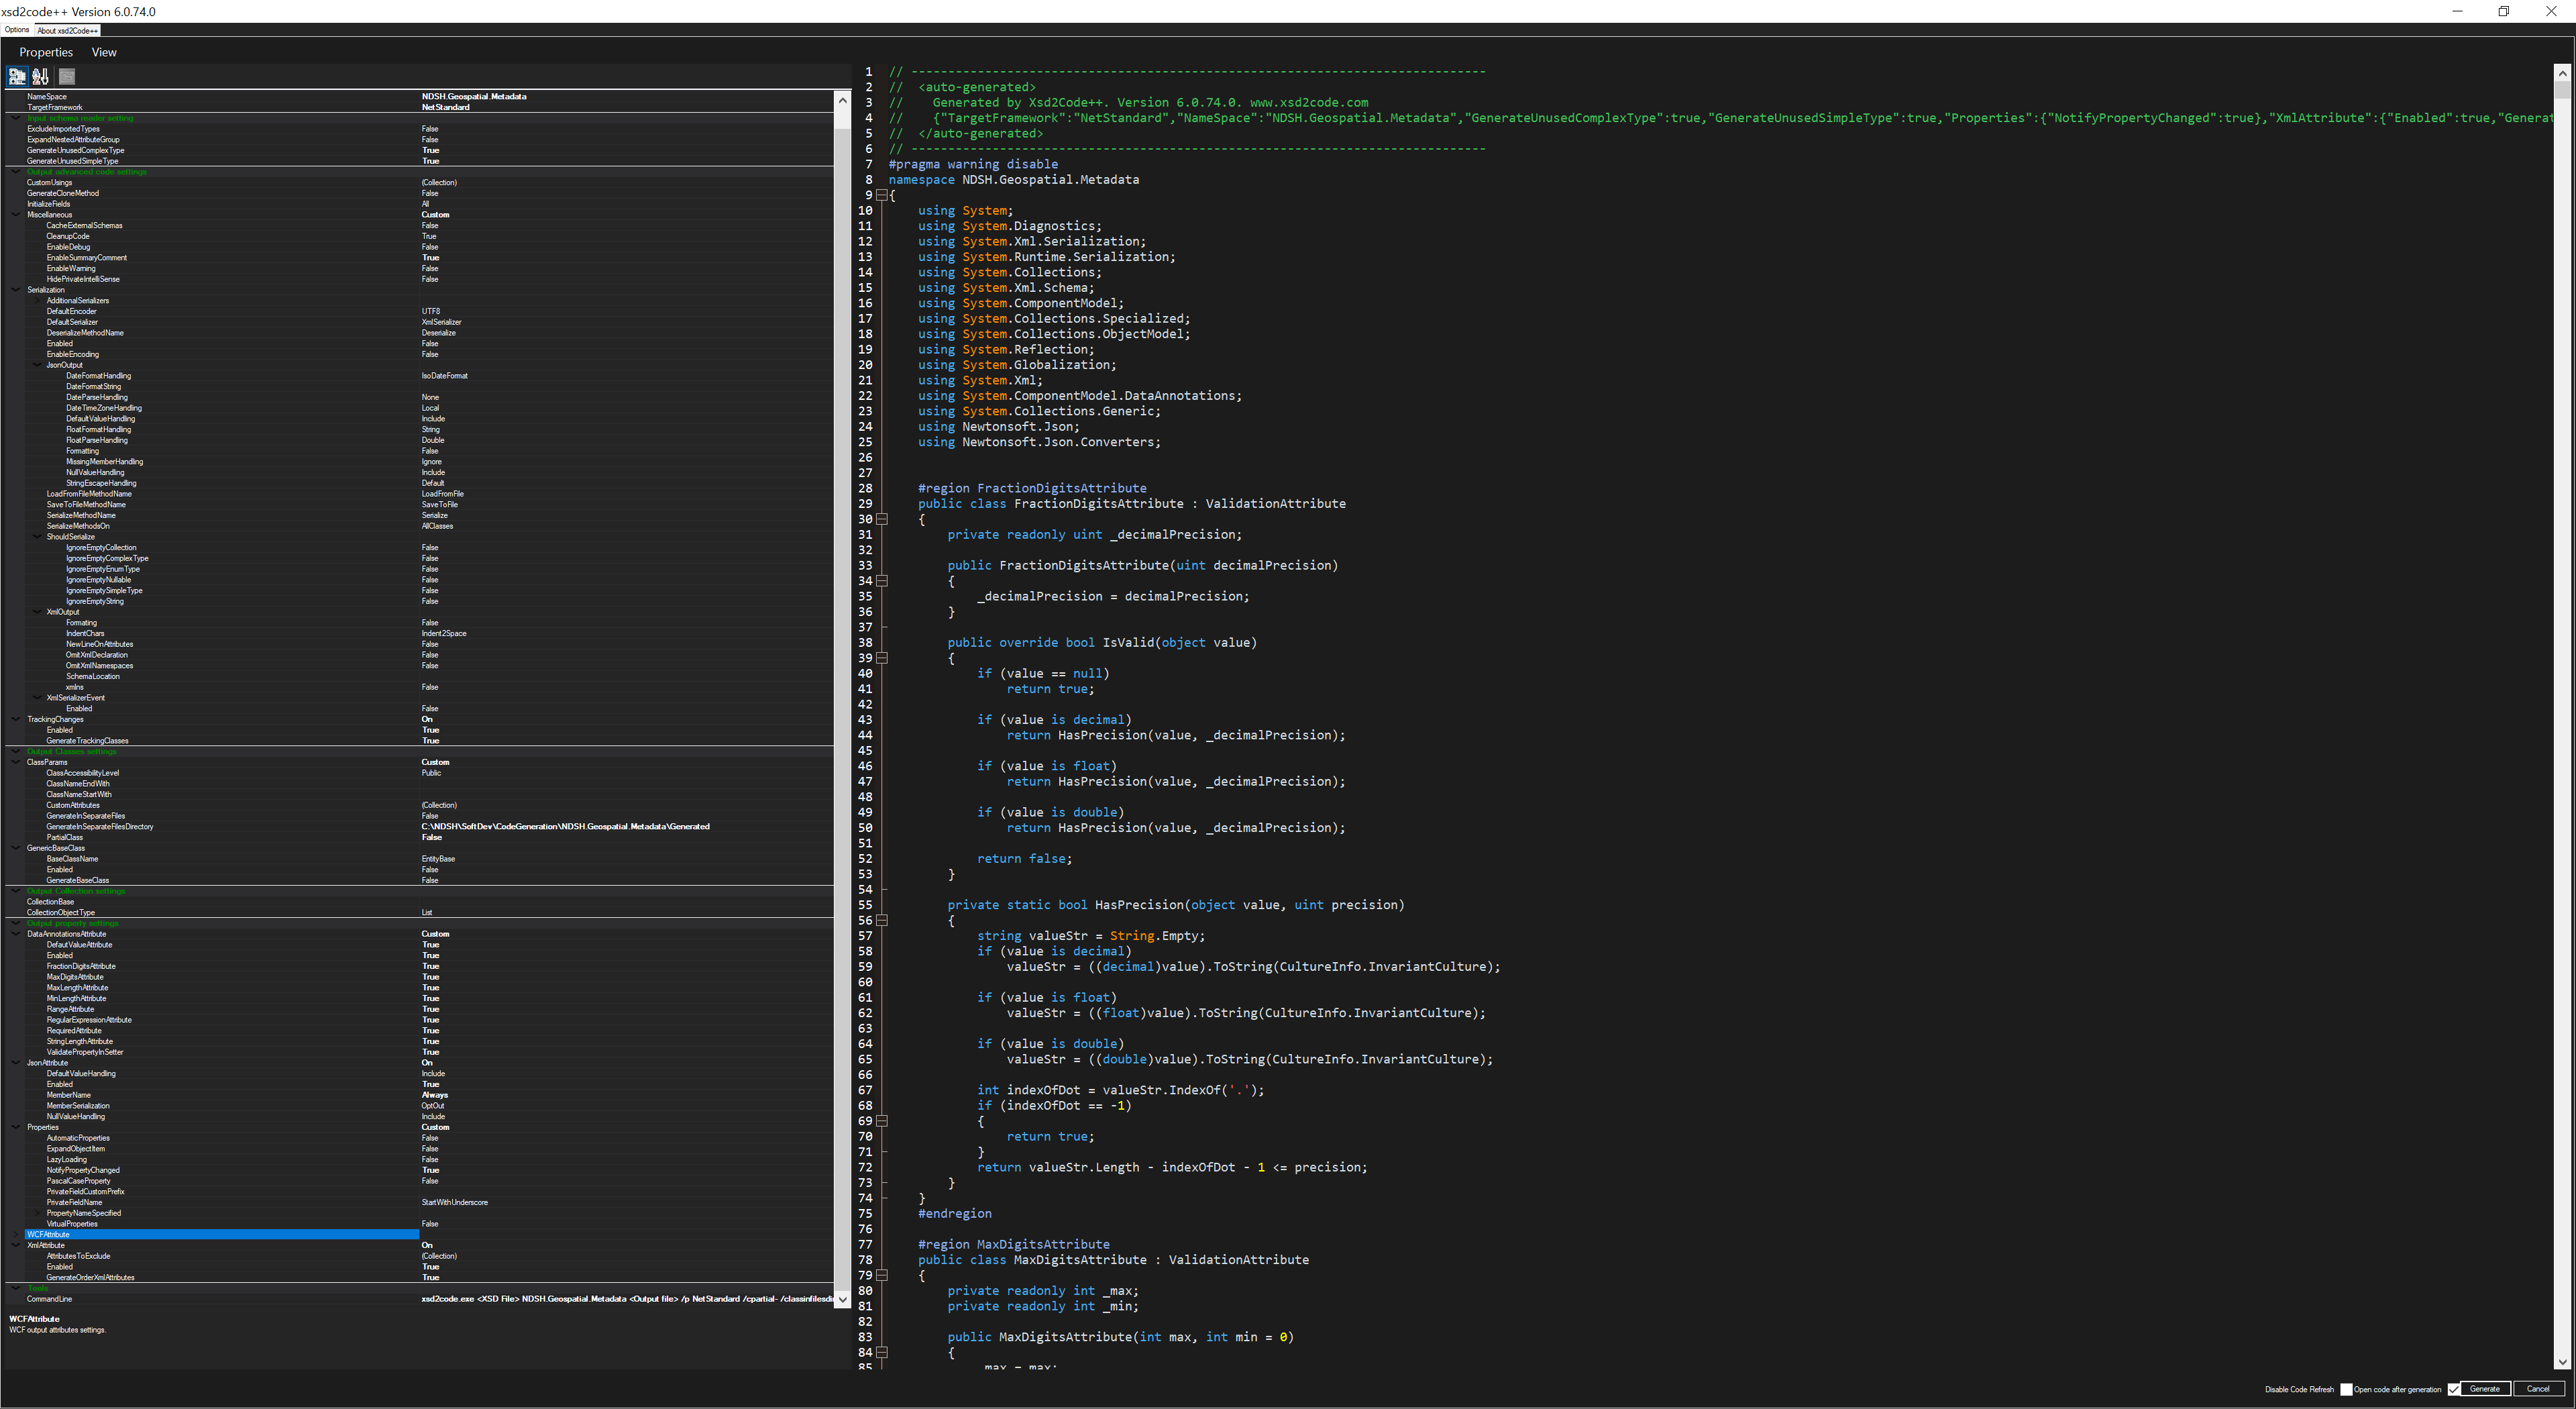 xsd2code++ Version 6.0.74.0
Options About xsd2Code++
Properties View
NameSpace NDSH.Geospatial.Metadata
TargetFramework NetStandard
Input schema reader setting
ExcludeImportedTypes False
ExpandNestedAttributeGroup False
GenerateUnusedComplexType True
GenerateUnusedSimpleType True
Output advanced code settings
CustomUsings (Collection)
GenerateCloneMethod False
InitializeFields All
Miscellaneous Custom
CacheExternalSchemas False
CleanupCode True
EnableDebug False
EnableSummaryComment True
EnableWarning False
HidePrivateIntelliSense False
Serialization
AdditionalSerializers
DefaultEncoder UTF8
DefaultSerializer XmlSerializer
DeserializeMethodName Deserialize
Enabled False
EnableEncoding False
JsonOutput
DateFormatHandling IsoDateFormat
DateFormatString
DateParseHandling None
DateTimeZoneHandling Local
DefaultValueHandling Include
FloatFormatHandling String
FloatParseHandling Double
Formatting False
MissingMemberHandling Ignore
NullValueHandling Include
StringEscapeHandling Default
LoadFromFileMethodName LoadFromFile
SaveToFileMethodName SaveToFile
SerializeMethodName Serialize
SerializeMethodsOn AllClasses
ShouldSerialize
IgnoreEmptyCollection False
IgnoreEmptyComplexType False
IgnoreEmptyEnumType False
IgnoreEmptyNullable False
IgnoreEmptySimpleType False
IgnoreEmptyString False
XmlOutput
Formating False
IndentChars Indent2Space
NewLineOnAttributes False
OmitXmlDeclaration False
OmitXmlNamespaces False
SchemaLocation
xmlns False
XmlSerializerEvent
Enabled False
TrackingChanges On
Enabled True
GenerateTrackingClasses True
Output Classes settings
ClassParams Custom
ClassAccessibilityLevel Public
ClassNameEndWith
ClassNameStartWith
CustomAttributes (Collection)
GenerateInSeparateFiles False
GenerateInSeparateFilesDirectory C:\NDSH\SoftDev\CodeGeneration\NDSH.Geospatial.Metadata\Generated
PartialClass False
GenericBaseClass
BaseClassName EntityBase
Enabled False
GenerateBaseClass False
Output Collection settings
CollectionBase
CollectionObjectType List
Output property settings
DataAnnotationsAttribute Custom
DefautValueAttribute True
Enabled True
FractionDigitsAttribute True
MaxDigitsAttribute True
MaxLengthAttribute True
MinLengthAttribute True
RangeAttribute True
RegularExpressionAttribute True
RequiredAttribute True
StringLengthAttribute True
ValidatePropertyInSetter True
JsonAttribute On
DefaultValueHandling Include
Enabled True
MemberName Always
MemberSerialization OptOut
NullValueHandling Include
Properties Custom
AutomaticProperties False
ExpandObjectItem False
LazyLoading False
NotifyPropertyChanged True
PascalCaseProperty False
PrivateFieldCustomPrefix
PrivateFieldName StartWithUnderscore
PropertyNameSpecified
VirtualProperties False
WCFAttribute
XmlAttribute On
AttributesToExclude (Collection)
Enabled True
GenerateOrderXmlAttributes True
Tools
CommandLine xsd2code.exe <XSD File> NDSH.Geospatial.Metadata <Output file> /p NetStandard /cpartial- /classinfilesdi
WCFAttribute
WCF output attributes settings.
1 // ------------------------------------------------------------------------------
2 //  <auto-generated>
3 //    Generated by Xsd2Code++. Version 6.0.74.0. www.xsd2code.com
4 //    {"TargetFramework":"NetStandard","NameSpace":"NDSH.Geospatial.Metadata","GenerateUnusedComplexType":true,"GenerateUnusedSimpleType":true,"Properties":{"NotifyPropertyChanged":true},"XmlAttribute":{"Enabled":true,"Generat
5 //  </auto-generated>
6 // ------------------------------------------------------------------------------
7 #pragma warning disable
8 namespace NDSH.Geospatial.Metadata
9 {
10     using System;
11     using System.Diagnostics;
12     using System.Xml.Serialization;
13     using System.Runtime.Serialization;
14     using System.Collections;
15     using System.Xml.Schema;
16     using System.ComponentModel;
17     using System.Collections.Specialized;
18     using System.Collections.ObjectModel;
19     using System.Reflection;
20     using System.Globalization;
21     using System.Xml;
22     using System.ComponentModel.DataAnnotations;
23     using System.Collections.Generic;
24     using Newtonsoft.Json;
25     using Newtonsoft.Json.Converters;
26
27
28     #region FractionDigitsAttribute
29     public class FractionDigitsAttribute : ValidationAttribute
30     {
31         private readonly uint _decimalPrecision;
32
33         public FractionDigitsAttribute(uint decimalPrecision)
34         {
35             _decimalPrecision = decimalPrecision;
36         }
37
38         public override bool IsValid(object value)
39         {
40             if (value == null)
41                 return true;
42
43             if (value is decimal)
44                 return HasPrecision(value, _decimalPrecision);
45
46             if (value is float)
47                 return HasPrecision(value, _decimalPrecision);
48
49             if (value is double)
50                 return HasPrecision(value, _decimalPrecision);
51
52             return false;
53         }
54
55         private static bool HasPrecision(object value, uint precision)
56         {
57             string valueStr = String.Empty;
58             if (value is decimal)
59                 valueStr = ((decimal)value).ToString(CultureInfo.InvariantCulture);
60
61             if (value is float)
62                 valueStr = ((float)value).ToString(CultureInfo.InvariantCulture);
63
64             if (value is double)
65                 valueStr = ((double)value).ToString(CultureInfo.InvariantCulture);
66
67             int indexOfDot = valueStr.IndexOf('.');
68             if (indexOfDot == -1)
69             {
70                 return true;
71             }
72             return valueStr.Length - indexOfDot - 1 <= precision;
73         }
74     }
75     #endregion
76
77     #region MaxDigitsAttribute
78     public class MaxDigitsAttribute : ValidationAttribute
79     {
80         private readonly int _max;
81         private readonly int _min;
82
83         public MaxDigitsAttribute(int max, int min = 0)
84         {
85             _max = max;
Disable Code Refresh Open code after generation Generate Cancel